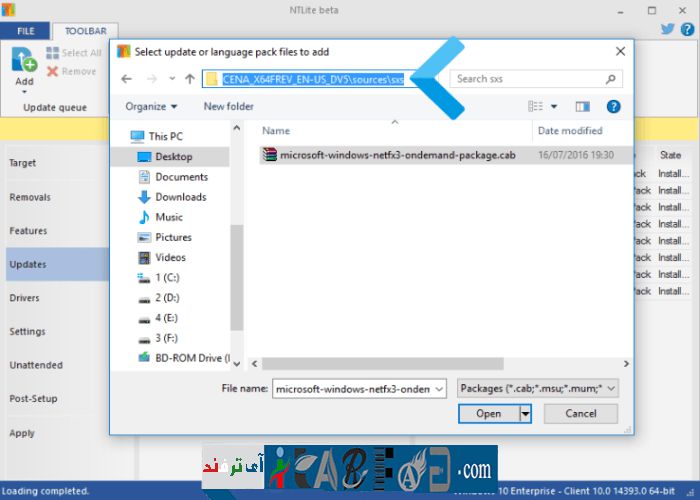 NTLite beta
FILE
TOOLBAR
Add
Select All
Remove
Update queue
Select update or language pack files to add
CENA_X64FREV_EN-US_DV5\sources\sxs
Search sxs
Organize
New folder
This PC
Desktop
Documents
Downloads
Music
Pictures
Videos
1 (C:)
2 (D:)
4 (E:)
3 (F:)
BD-ROM Drive (
Name
Date modified
microsoft-windows-netfx3-ondemand-package.cab
16/07/2016 19:30
File name:
microsoft-windows-netfx3-ondem
Packages (*.cab;*.msu;*.mum;*
Open
Cancel
Target
Removals
Features
Updates
Drivers
Settings
Unattended
Post-Setup
Apply
State
ack Install...
Pack Install...
Pack Install...
Pack Install...
Pack Install...
Pack Install...
Pack Install...
Pack Install...
Loading completed.
10 Enterprise - Client 10.0 14393.0 64-bit
آی ترفند
.com